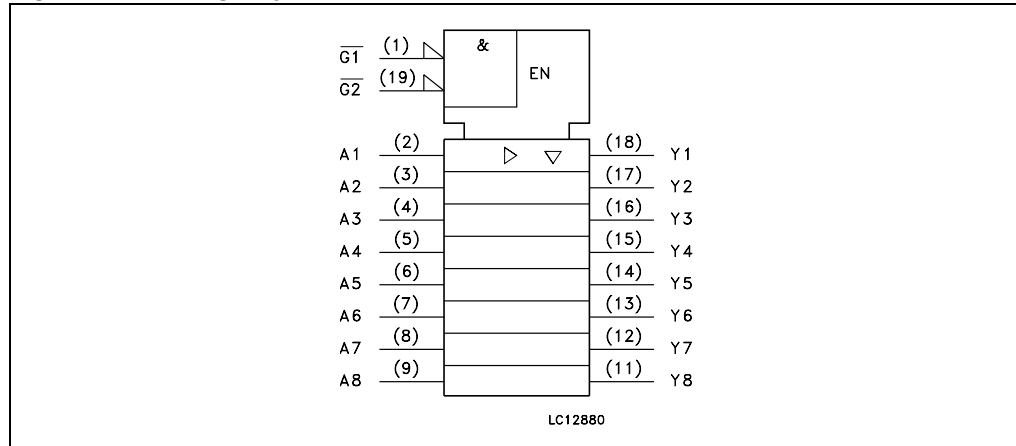 G1 (1) &
G2 (19) EN
A1 (2) (18) Y1
A2 (3) (17) Y2
A3 (4) (16) Y3
A4 (5) (15) Y4
A5 (6) (14) Y5
A6 (7) (13) Y6
A7 (8) (12) Y7
A8 (9) (11) Y8
LC12880